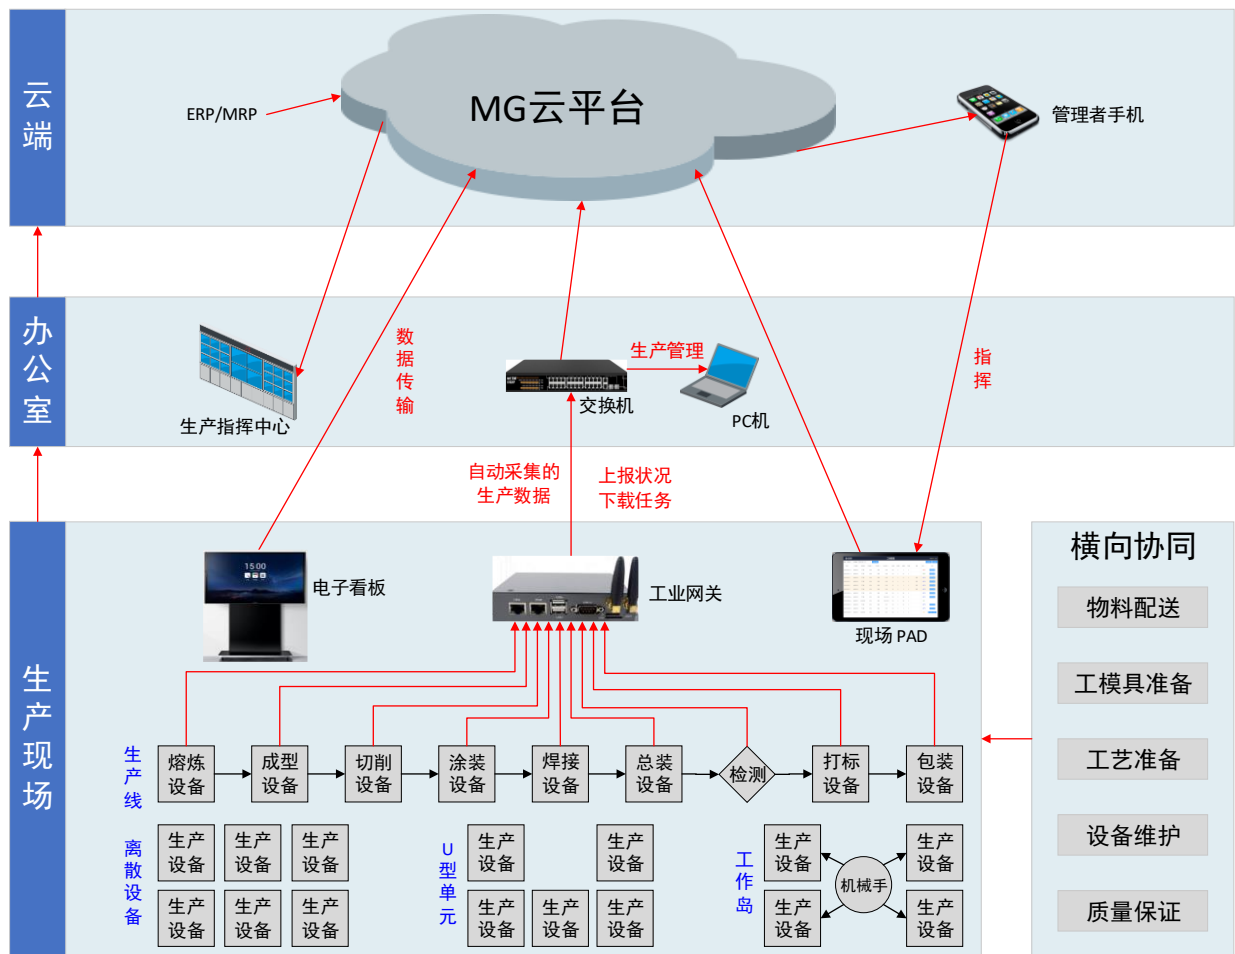 云端
MG云平台
ERP/MRP
管理者手机
办公室
数据传输
生产管理
指挥
生产指挥中心
交换机
PC机
自动采集的
生产数据
上报状况
下载任务
生产现场
15:00
电子看板
工业网关
现场 PAD
横向协同
物料配送
工模具准备
工艺准备
设备维护
质量保证
生产线
熔炼
设备
成型
设备
切削
设备
涂装
设备
焊接
设备
总装
设备
检测
打标
设备
包装
设备
离散设备
生产
设备
生产
设备
生产
设备
生产
设备
生产
设备
生产
设备
U型单元
生产
设备
生产
设备
生产
设备
生产
设备
生产
设备
工作岛
生产
设备
生产
设备
机械手
生产
设备
生产
设备